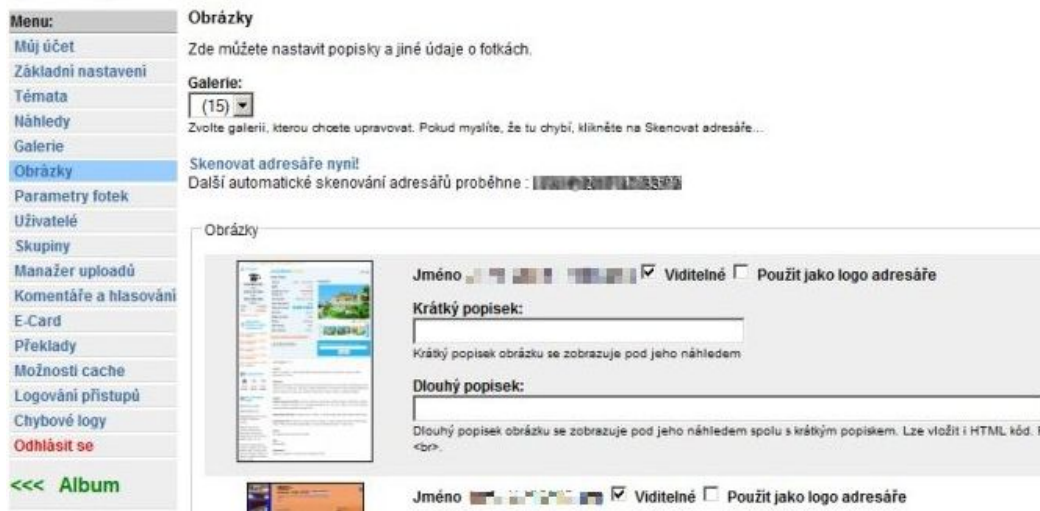 Menu:
Můj účet
Základní nastavení
Témata
Náhledy
Galerie
Obrázky
Parametry fotek
Uživatelé
Skupiny
Manažer uploadů
Komentáře a hlasování
E-Card
Překlady
Možnosti cache
Logování přístupů
Chybové logy
Odhlásit se
<<< Album
Obrázky
Zde můžete nastavit popisky a jiné údaje o fotkách.
Galerie:
(15)
Zvolte galerii, kterou chcete upravovat. Pokud myslíte, že tu chybí, klikněte na Skenovat adresáře...
Skenovat adresáře nyní!
Další automatické skenování adresářů proběhne :
Obrázky
Jméno Viditelné Použít jako logo adresáře
Krátký popisek:
Krátký popisek obrázku se zobrazuje pod jeho náhledem
Dlouhý popisek:
Dlouhý popisek obrázku se zobrazuje pod jeho náhledem spolu s krátkým popiskem. Lze vložit i HTML kód.
<br>.
Jméno Viditelné Použít jako logo adresáře